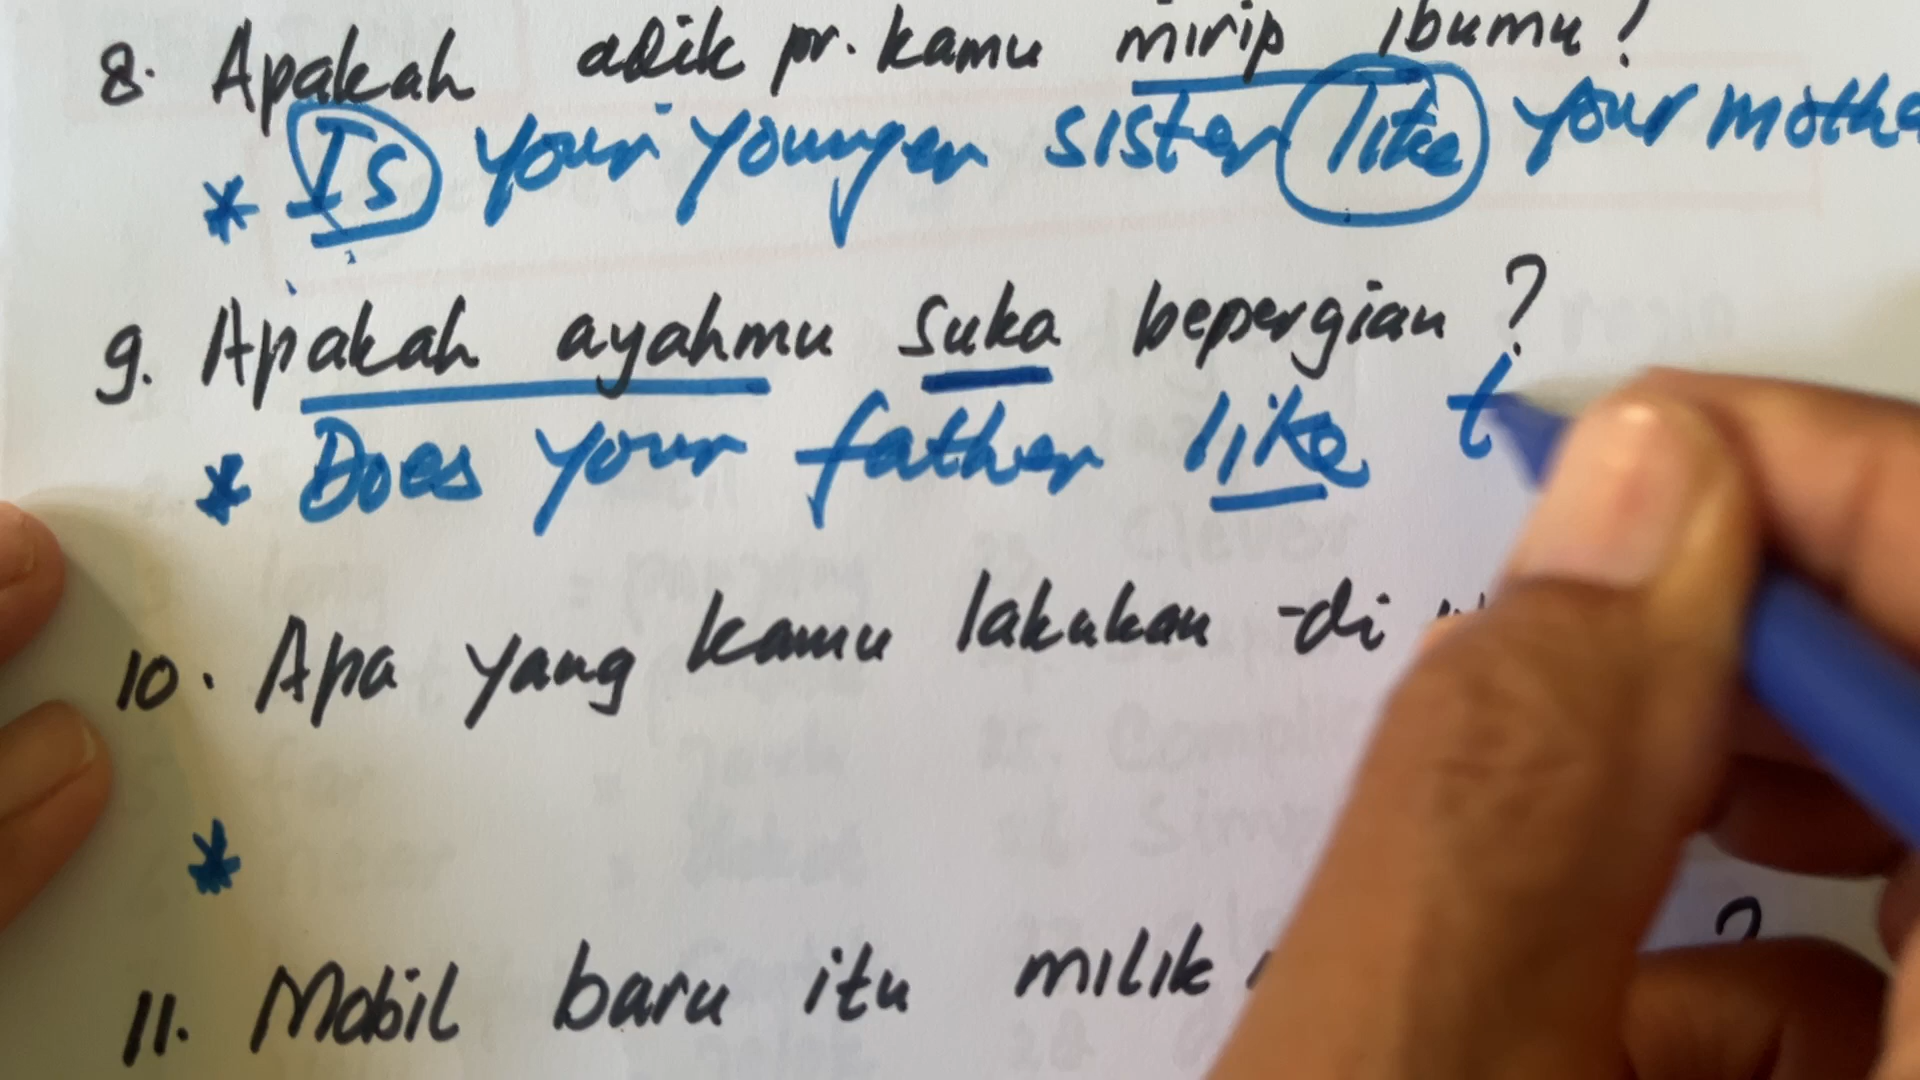 8. Apakah adik pr. kamu mirip ibumu?
* Is your younger sister like your mothe
9. Apakah ayahmu suka bepergian?
* Does your father like t
10. Apa yang kamu lakukan di
*
11. Mobil baru itu milik ?